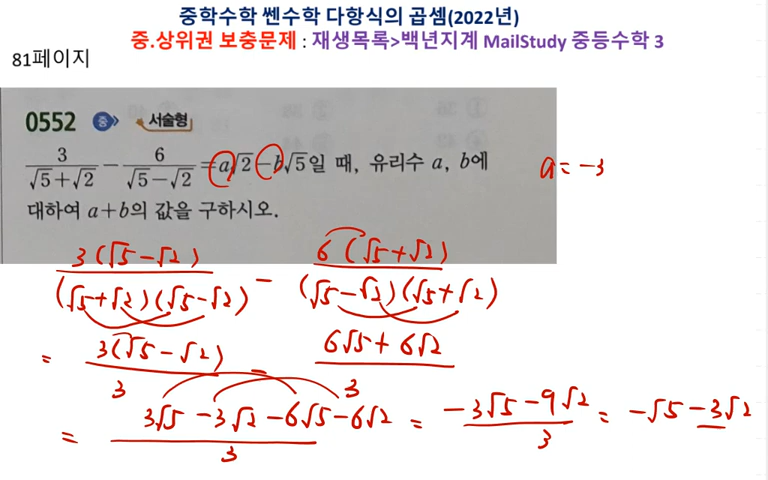 중학수학 쎈수학 다항식의 곱셈(2022년)
중.상위권 보충문제 : 재생목록>백년지계 MailStudy 중등수학 3
81페이지
0552 중 서술형
3/(√5+√2) - 6/(√5-√2) = a√2-b√5일 때, 유리수 a, b에
대하여 a+b의 값을 구하시오.
a = -3
3(√5-√2)/((√5+√2)(√5-√2)) - 6(√5+√2)/((√5-√2)(√5+√2))
= 3(√5-√2)/3 - (6√5+6√2)/3
= (3√5-3√2-6√5-6√2)/3 = (-3√5-9√2)/3 = -√5-3√2